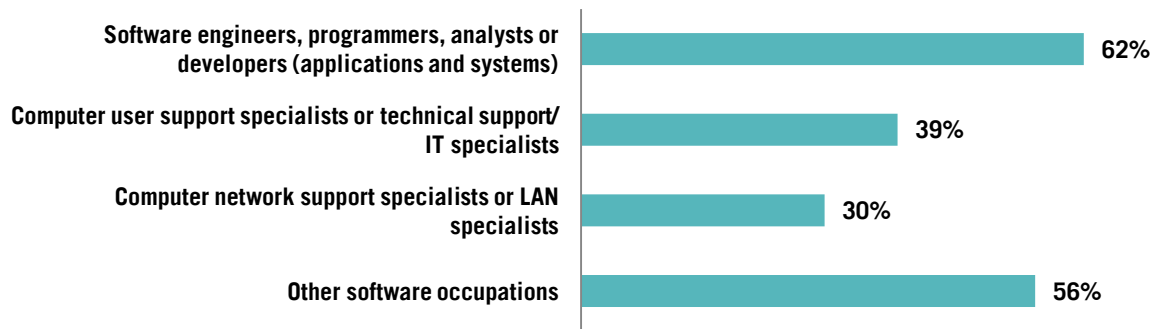 Software engineers, programmers, analysts or
developers (applications and systems)
62%
Computer user support specialists or technical support/
IT specialists
39%
Computer network support specialists or LAN
specialists
30%
Other software occupations
56%